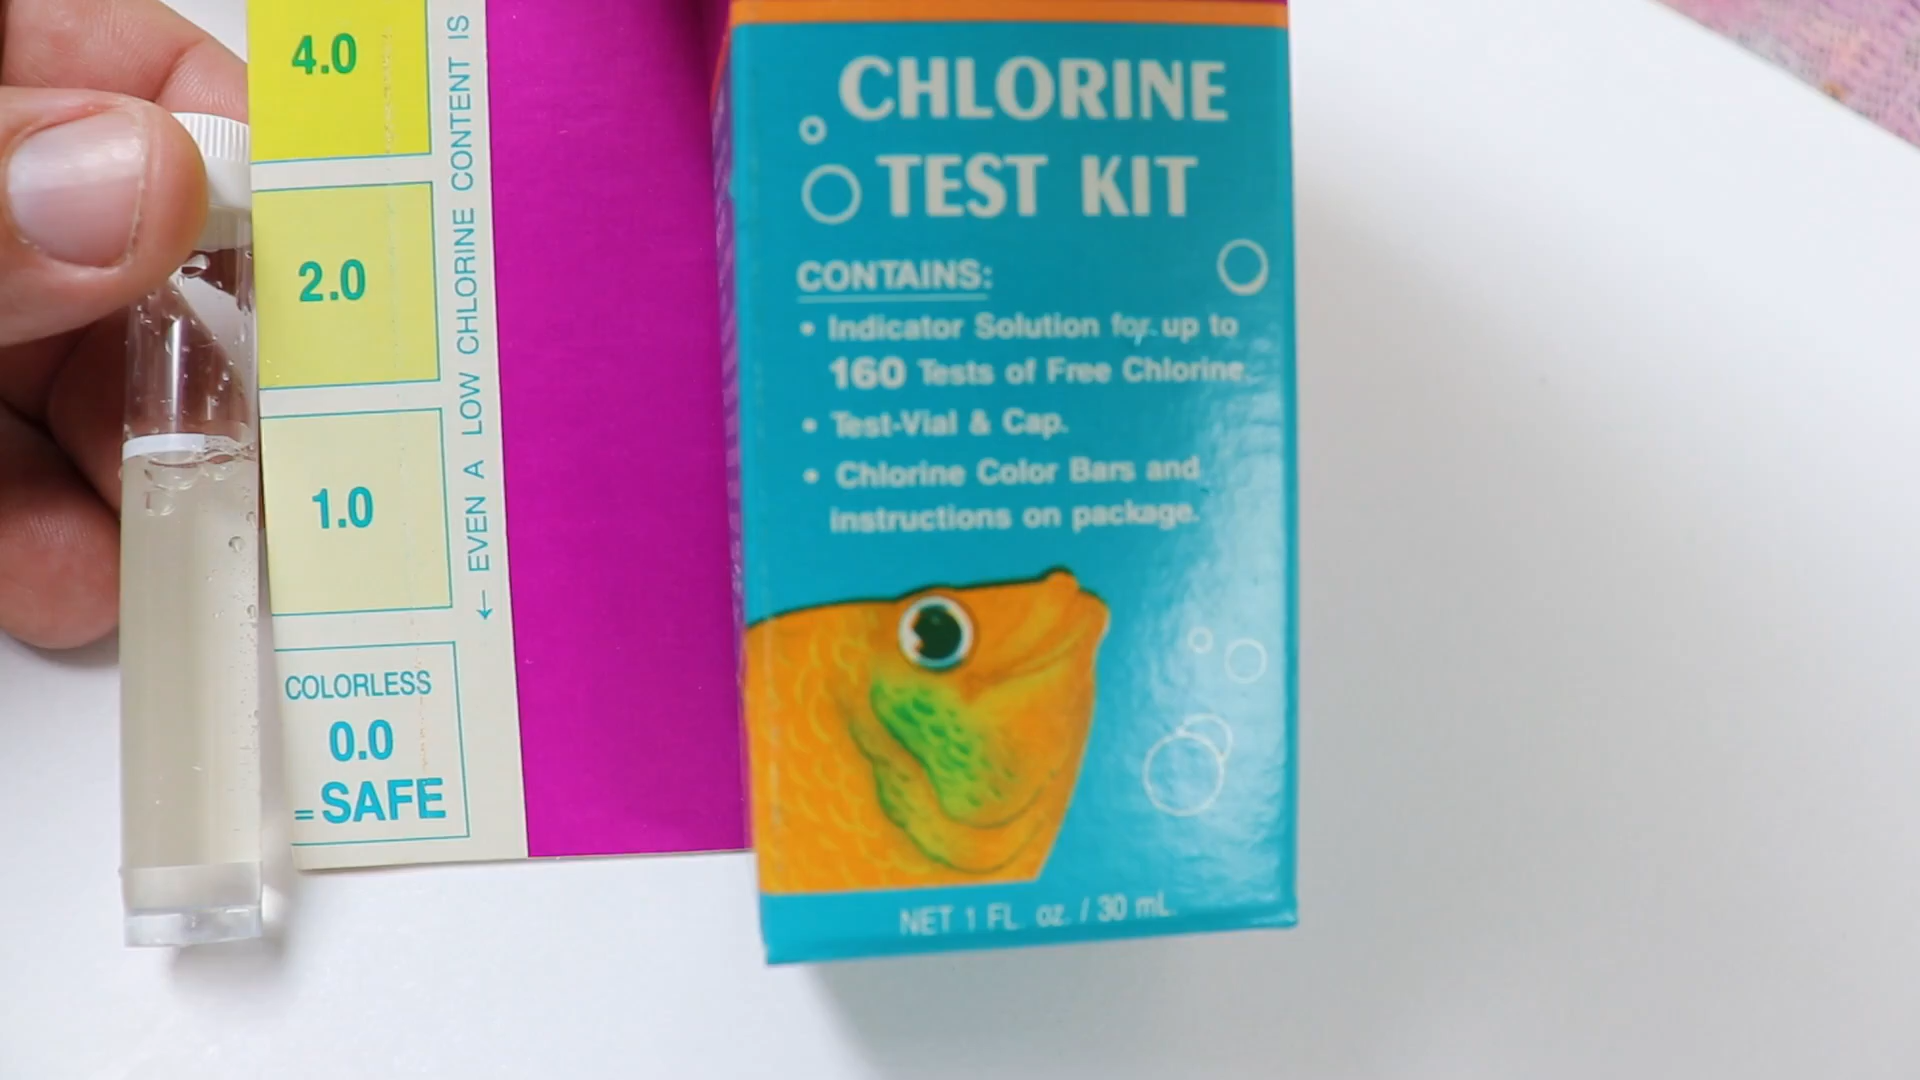 4.0
2.0
1.0
COLORLESS
0.0
= SAFE
← EVEN A LOW CHLORINE CONTENT IS
CHLORINE
TEST KIT
CONTAINS:
• Indicator Solution for up to
160 Tests of Free Chlorine.
• Test-Vial & Cap.
• Chlorine Color Bars and
instructions on package.
NET 1 FL. oz. / 30 mL.